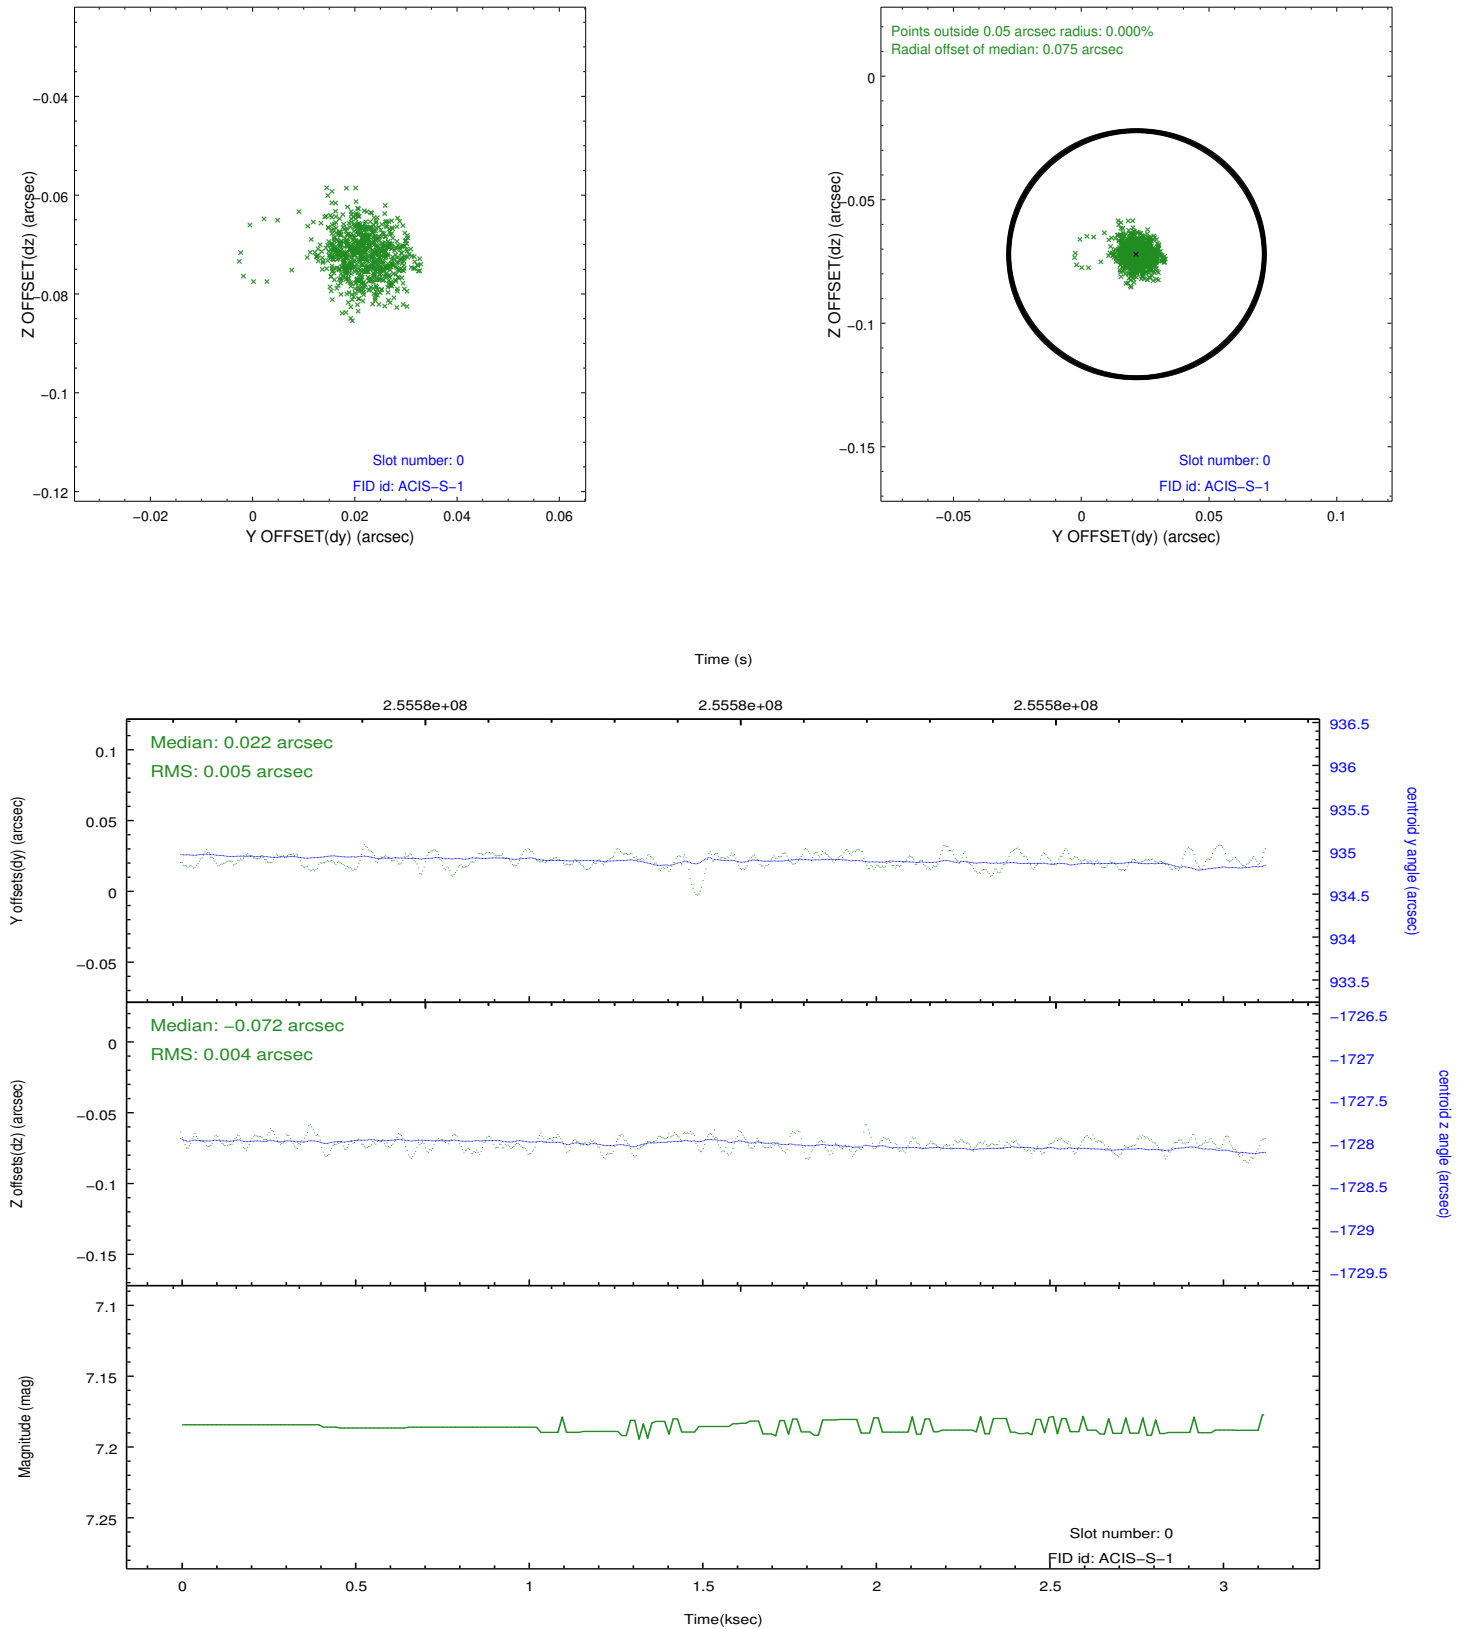 −0.04
−0.06
−0.08
−0.1
−0.12
Z OFFSET(dz) (arcsec)
Slot number: 0
FID id: ACIS−S−1
−0.02 0 0.02 0.04 0.06
Y OFFSET(dy) (arcsec)
Points outside 0.05 arcsec radius: 0.000%
Radial offset of median: 0.075 arcsec
0
−0.05
−0.1
−0.15
Z OFFSET(dz) (arcsec)
Slot number: 0
FID id: ACIS−S−1
−0.05 0 0.05 0.1
Y OFFSET(dy) (arcsec)
Time (s)
2.5558e+08 2.5558e+08 2.5558e+08
Median: 0.022 arcsec
RMS: 0.005 arcsec
0.1
0.05
0
−0.05
Y offsets(dy) (arcsec)
936.5
936
935.5
935
934.5
934
933.5
centroid y angle (arcsec)
Median: −0.072 arcsec
RMS: 0.004 arcsec
0
−0.05
−0.1
−0.15
Z offsets(dz) (arcsec)
−1726.5
−1727
−1727.5
−1728
−1728.5
−1729
−1729.5
centroid z angle (arcsec)
7.1
7.15
7.2
7.25
Magnitude (mag)
Slot number: 0
FID id: ACIS−S−1
0 0.5 1 1.5 2 2.5 3
Time(ksec)